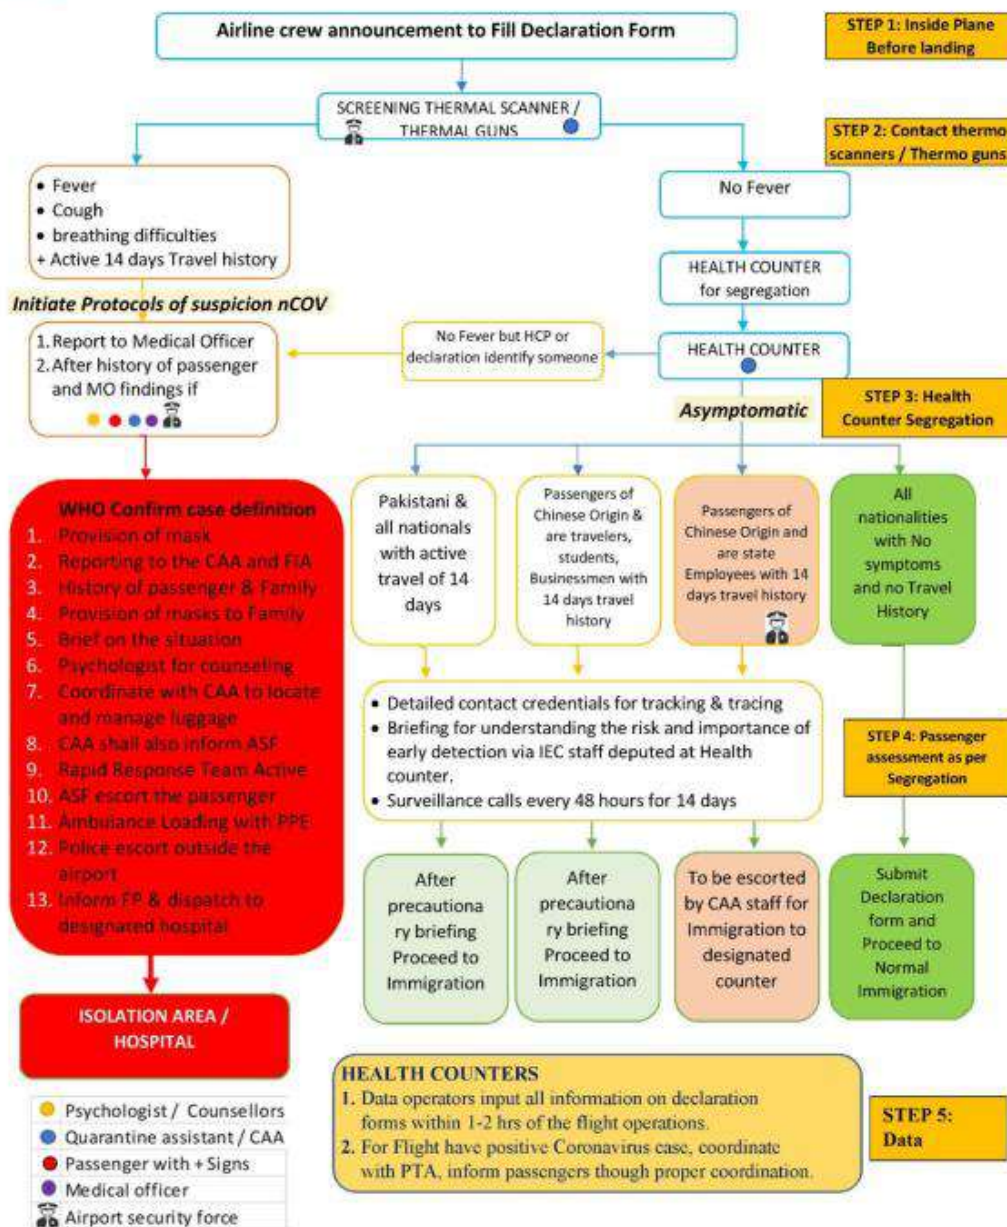 Airline crew announcement to Fill Declaration Form
STEP 1: Inside Plane
Before landing
SCREENING THERMAL SCANNER /
THERMAL GUNS
STEP 2: Contact thermo
scanners / Thermo guns
• Fever
• Cough
• breathing difficulties
+ Active 14 days Travel history
No Fever
HEALTH COUNTER
for segregation
Initiate Protocols of suspicion nCOV
1. Report to Medical Officer
2. After history of passenger
and MO findings if
No Fever but HCP or
declaration identify someone
HEALTH COUNTER
Asymptomatic
STEP 3: Health
Counter Segregation
WHO Confirm case definition
1. Provision of mask
2. Reporting to the CAA and FIA
3. History of passenger & Family
4. Provision of masks to Family
5. Brief on the situation
6. Psychologist for counseling
7. Coordinate with CAA to locate
and manage luggage
8. CAA shall also inform ASF
9. Rapid Response Team Active
10. ASF escort the passenger
11. Ambulance Loading with PPE
12. Police escort outside the
airport
13. Inform FP & dispatch to
designated hospital
Pakistani &
all nationals
with active
travel of 14
days
Passengers of
Chinese Origin &
are travelers,
students,
Businessmen with
14 days travel
history
Passengers of
Chinese Origin and
are state
Employees with 14
days travel history
All
nationalities
with No
symptoms
and no Travel
History
• Detailed contact credentials for tracking & tracing
• Briefing for understanding the risk and importance of
early detection via IEC staff deputed at Health
counter.
• Surveillance calls every 48 hours for 14 days
STEP 4: Passenger
assessment as per
Segregation
After
precautiona
ry briefing
Proceed to
Immigration
After
precautiona
ry briefing
Proceed to
Immigration
To be escorted
by CAA staff for
Immigration to
designated
counter
Submit
Declaration
form and
Proceed to
Normal
Immigration
ISOLATION AREA /
HOSPITAL
HEALTH COUNTERS
1. Data operators input all information on declaration
forms within 1-2 hrs of the flight operations.
2. For Flight have positive Coronavirus case, coordinate
with PTA, inform passengers though proper coordination.
STEP 5:
Data
Psychologist / Counsellors
Quarantine assistant / CAA
Passenger with + Signs
Medical officer
Airport security force